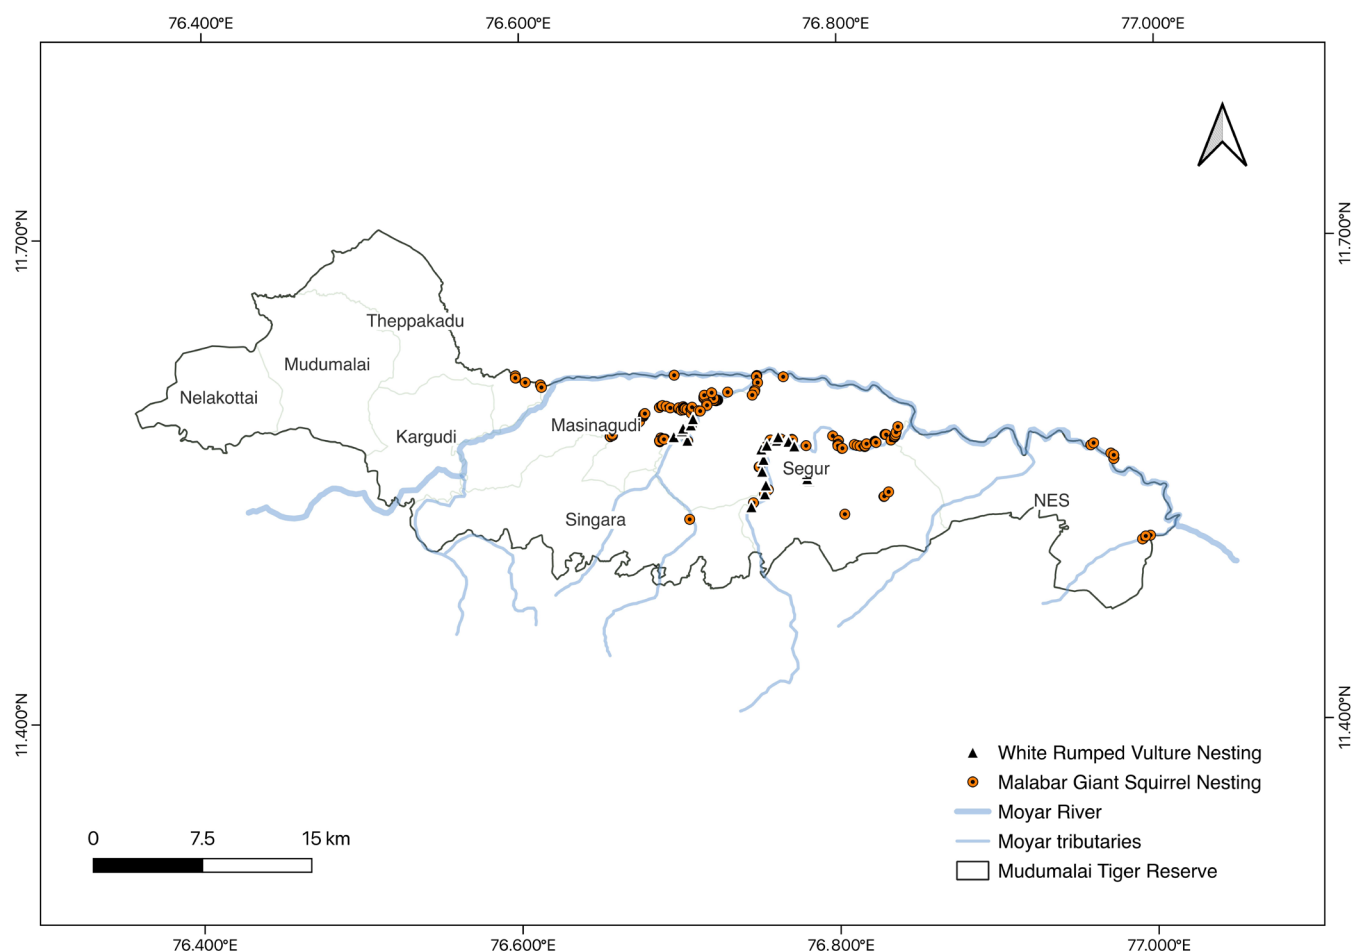 76.400°E 76.600°E 76.800°E 77.000°E
11.700°N
11.700°N
Theppakadu
Mudumalai
Nelakottai
Masinagudi
Kargudi
Segur
NES
Singara
11.400°N
11.400°N
White Rumped Vulture Nesting
Malabar Giant Squirrel Nesting
Moyar River
Moyar tributaries
Mudumalai Tiger Reserve
0 7.5 15 km
76.400°E 76.600°E 76.800°E 77.000°E